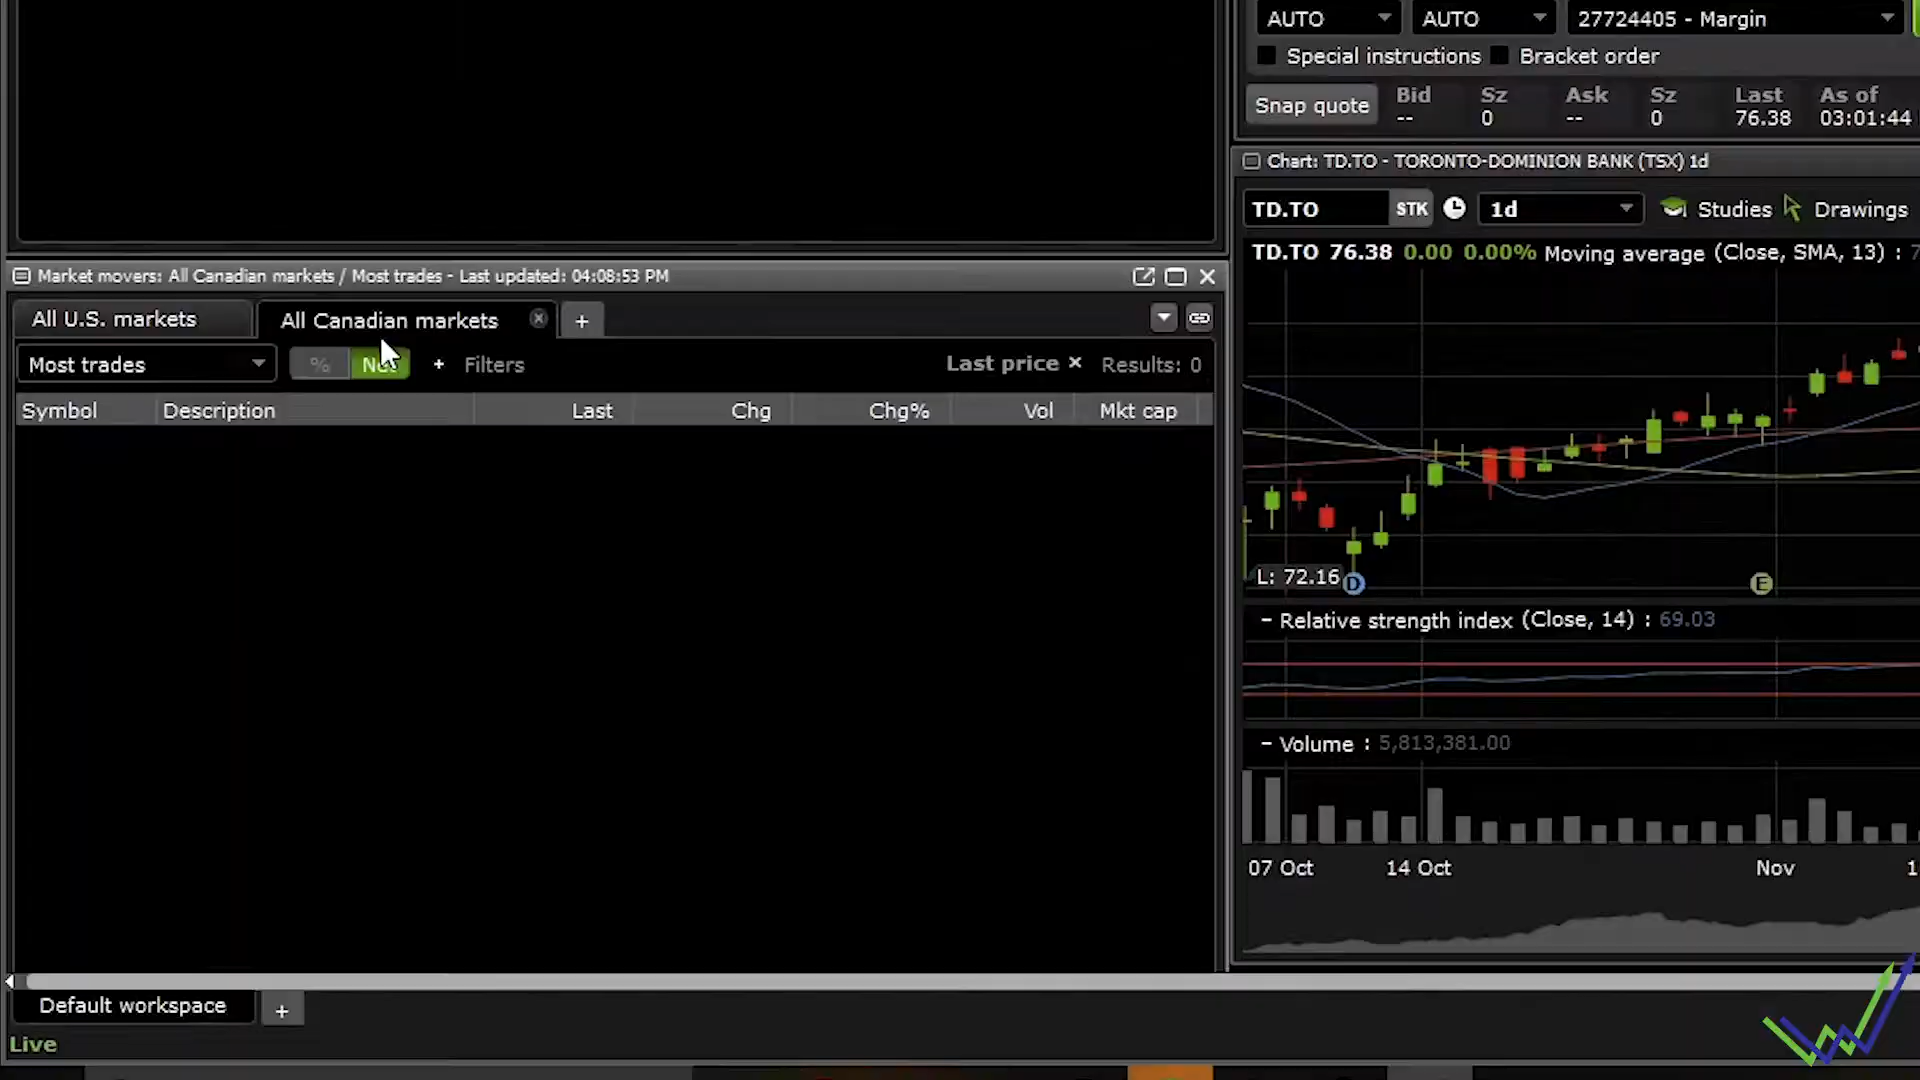 AUTO AUTO 27724405 - Margin
Special instructions Bracket order
Snap quote Bid Sz Ask Sz Last As of
-- 0 -- 0 76.38 03:01:44
Chart: TD.TO - TORONTO-DOMINION BANK (TSX) 1d
TD.TO STK 1d Studies Drawings
TD.TO 76.38 0.00 0.00% Moving average (Close, SMA, 13) : 7
L: 72.16 D E
- Relative strength index (Close, 14) : 69.03
- Volume : 5,813,381.00
07 Oct 14 Oct Nov 1
Market movers: All Canadian markets / Most trades - Last updated: 04:08:53 PM
All U.S. markets All Canadian markets +
Most trades % + Filters Last price × Results: 0
Symbol Description Last Chg Chg% Vol Mkt cap
Default workspace +
Live